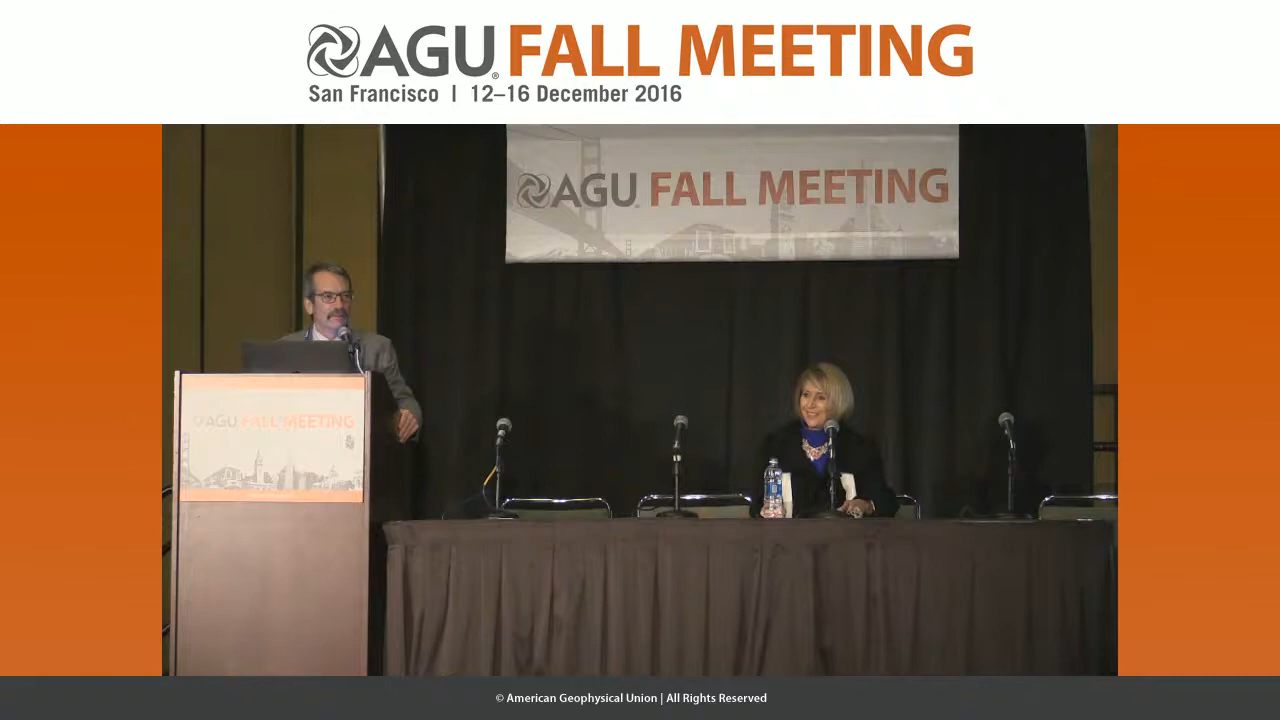 AGU® FALL MEETING
San Francisco | 12–16 December 2016
AGU FALL MEETING
AGU FALL MEETING
© American Geophysical Union | All Rights Reserved